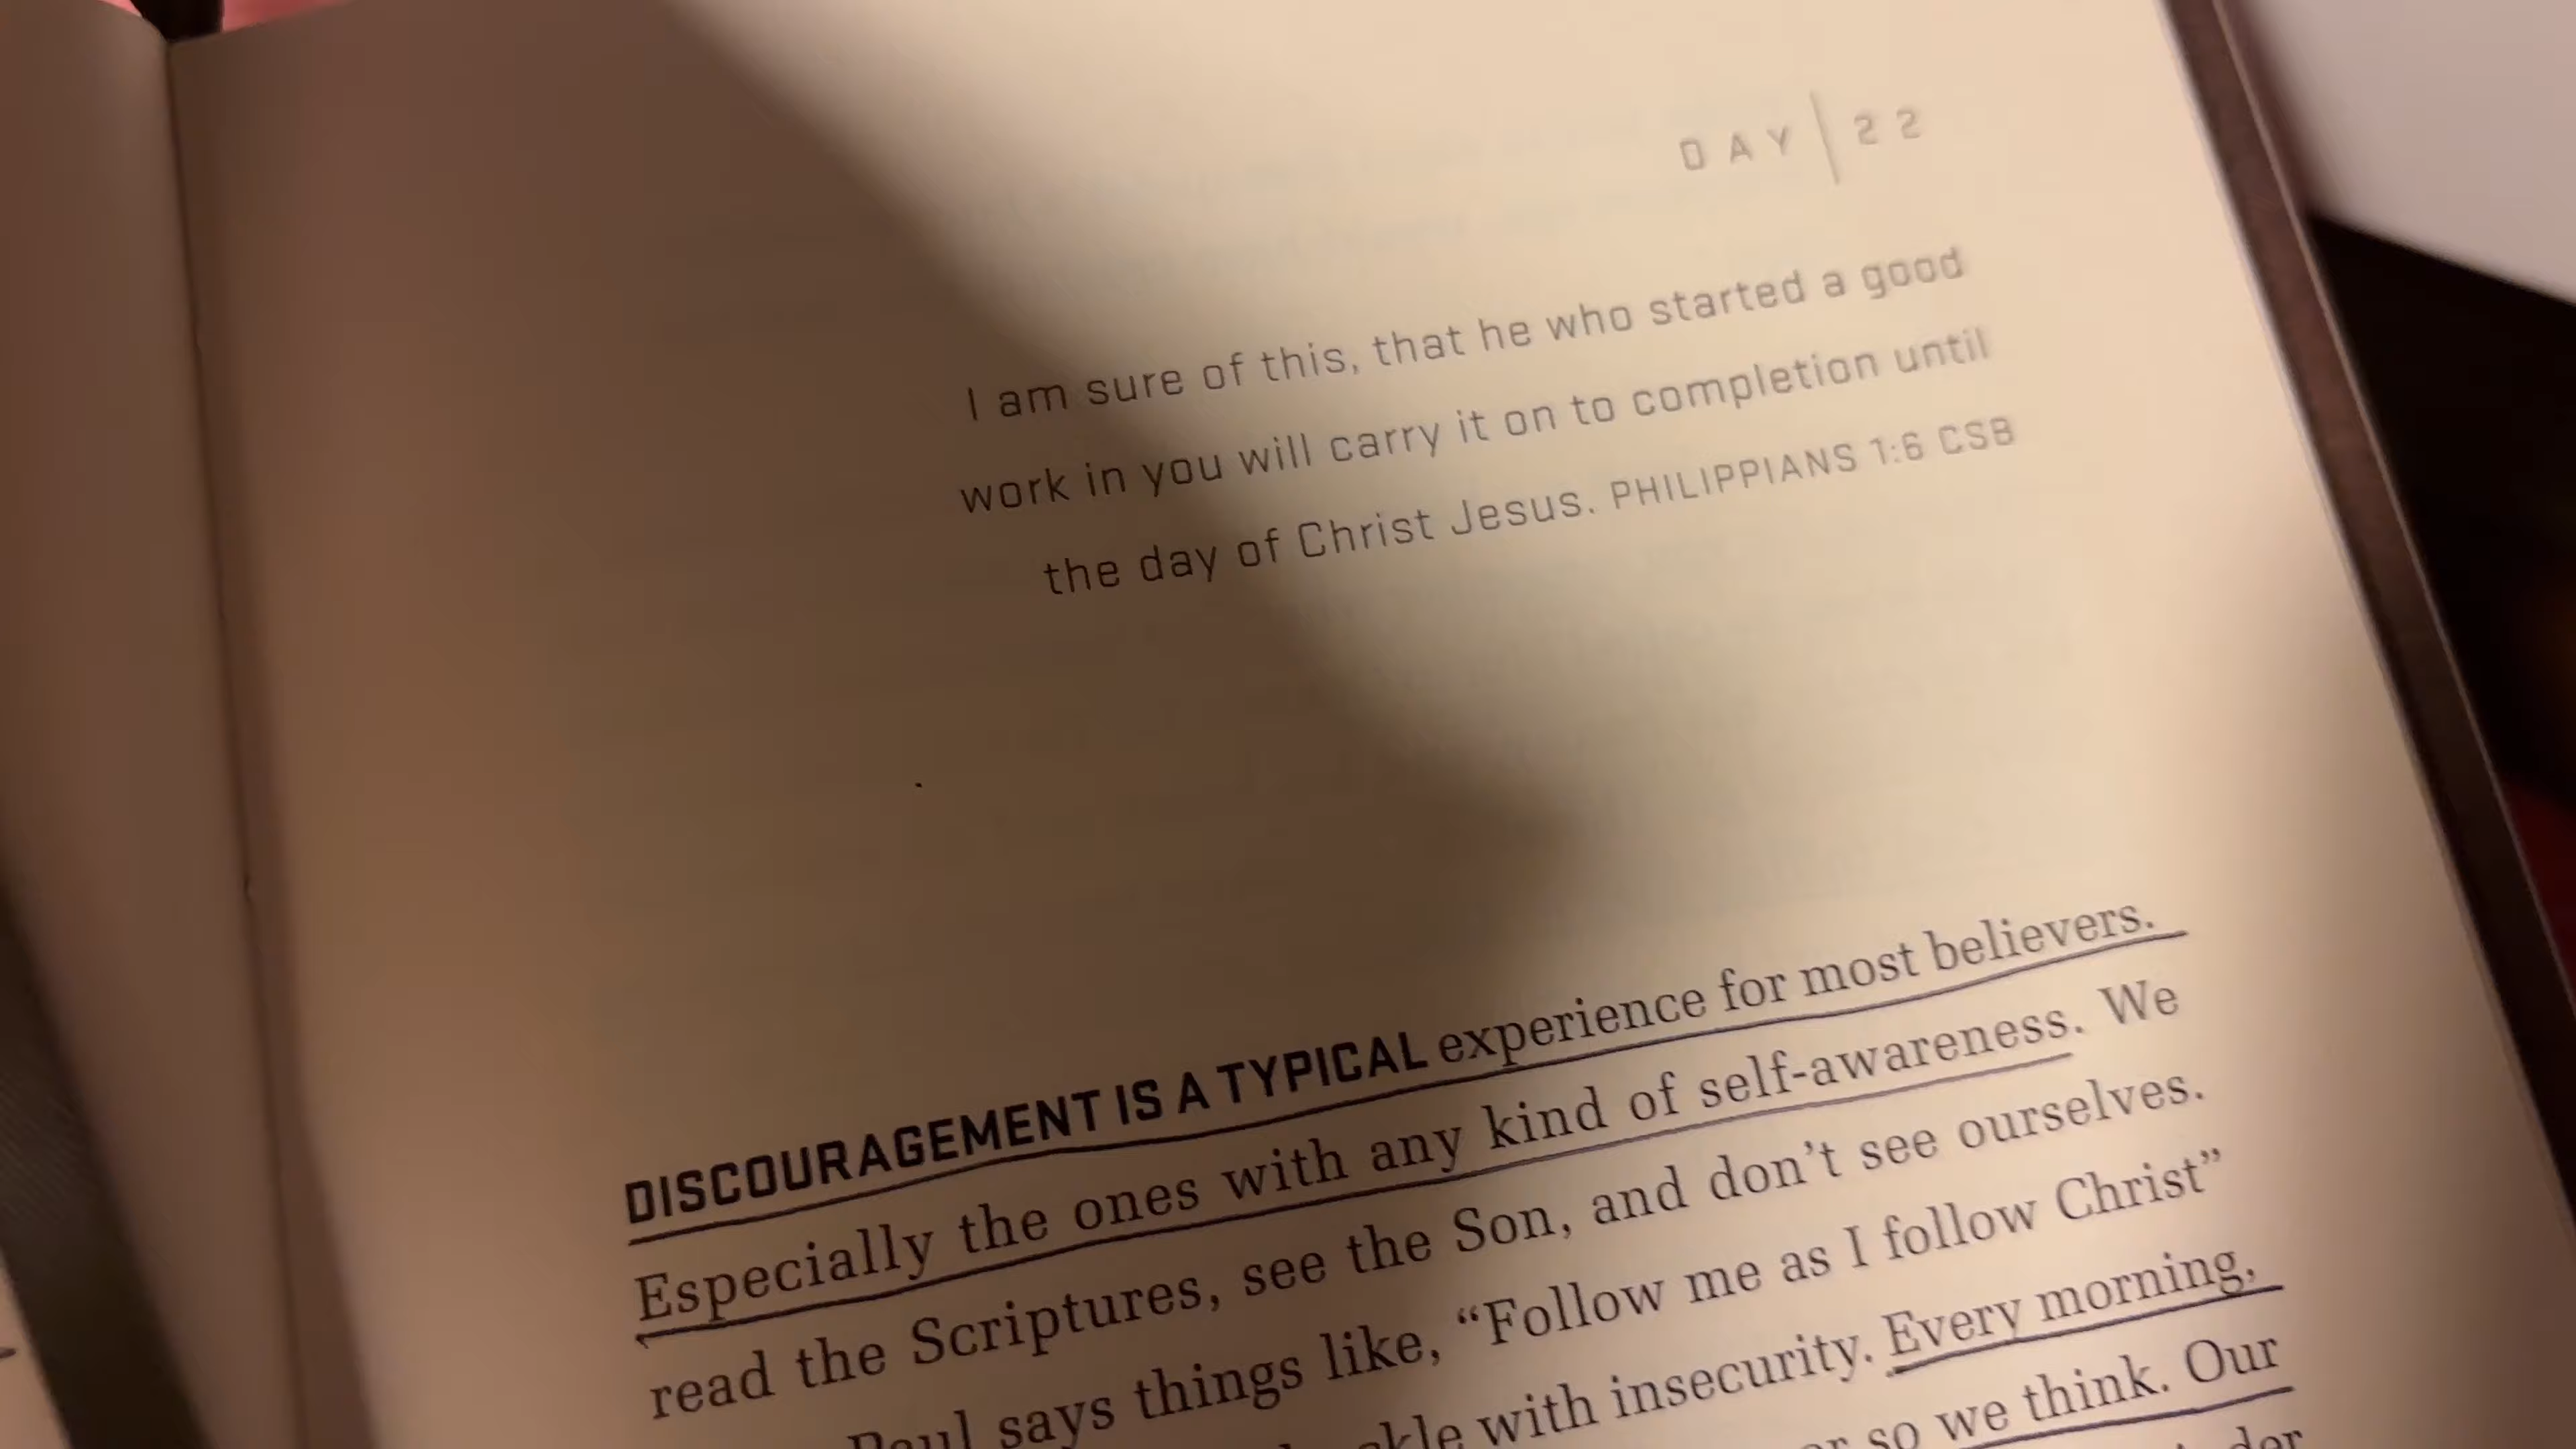 DAY | 22
I am sure of this, that he who started a good
work in you will carry it on to completion until
the day of Christ Jesus. PHILIPPIANS 1:6 CSB
DISCOURAGEMENT IS A TYPICAL experience for most believers.
Especially the ones with any kind of self-awareness. We
read the Scriptures, see the Son, and don’t see ourselves.
Paul says things like, “Follow me as I follow Christ”
with insecurity. Every morning,
so we think. Our